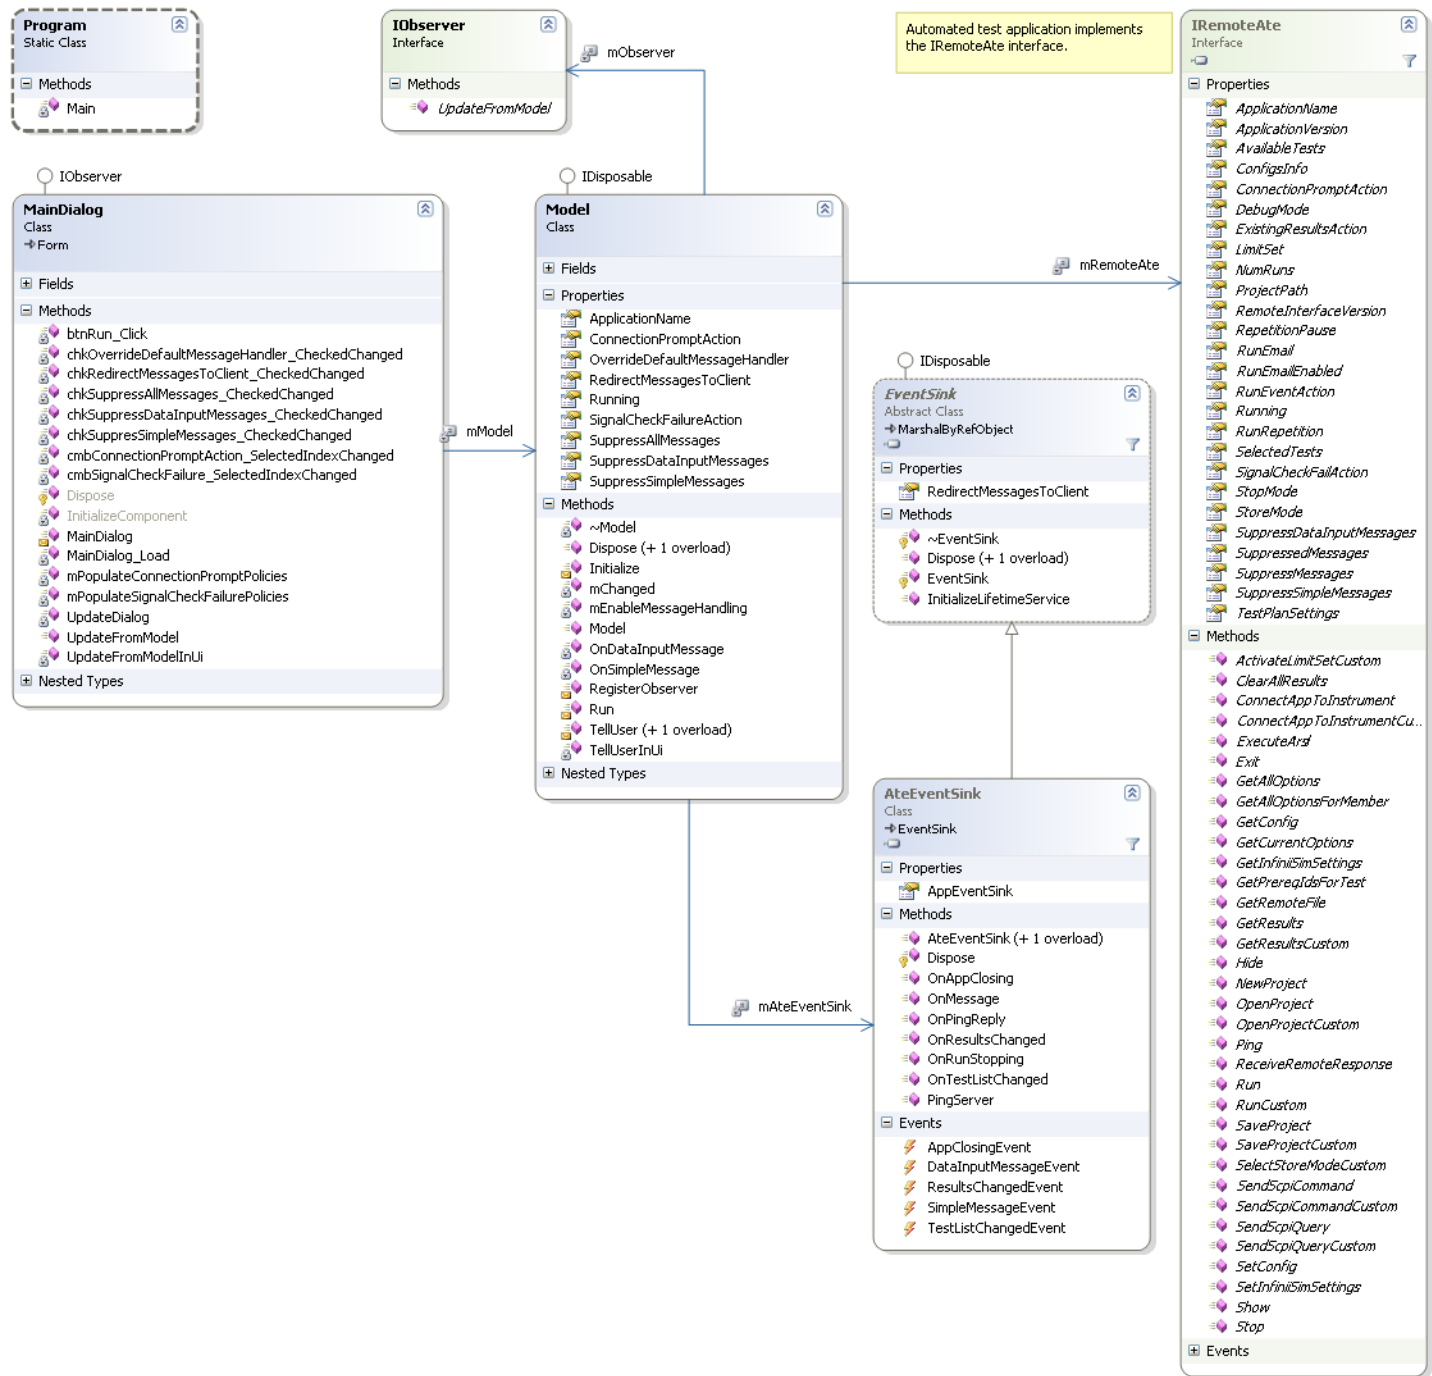 Program
Static Class
Methods
Main
IObserver
Interface
Methods
UpdateFromModel
mObserver
Automated test application implements
the IRemoteAte interface.
IObserver
MainDialog
Class
Form
Fields
Methods
btnRun_Click
chkOverrideDefaultMessageHandler_CheckedChanged
chkRedirectMessagesToClient_CheckedChanged
chkSuppressAllMessages_CheckedChanged
chkSuppressDataInputMessages_CheckedChanged
chkSuppresSimpleMessages_CheckedChanged
cmbConnectionPromptAction_SelectedIndexChanged
cmbSignalCheckFailure_SelectedIndexChanged
Dispose
InitializeComponent
MainDialog
MainDialog_Load
mPopulateConnectionPromptPolicies
mPopulateSignalCheckFailurePolicies
UpdateDialog
UpdateFromModel
UpdateFromModelInUi
Nested Types
mModel
IDisposable
Model
Class
Fields
Properties
ApplicationName
ConnectionPromptAction
OverrideDefaultMessageHandler
RedirectMessagesToClient
Running
SignalCheckFailureAction
SuppressAllMessages
SuppressDataInputMessages
SuppressSimpleMessages
Methods
~Model
Dispose (+ 1 overload)
Initialize
mChanged
mEnableMessageHandling
Model
OnDataInputMessage
OnSimpleMessage
RegisterObserver
Run
TellUser (+ 1 overload)
TellUserInUi
Nested Types
mRemoteAte
IDisposable
EventSink
Abstract Class
MarshalByRefObject
Properties
RedirectMessagesToClient
Methods
~EventSink
Dispose (+ 1 overload)
EventSink
InitializeLifetimeService
mAteEventSink
AteEventSink
Class
EventSink
Properties
AppEventSink
Methods
AteEventSink (+ 1 overload)
Dispose
OnAppClosing
OnMessage
OnPingReply
OnResultsChanged
OnRunStopping
OnTestListChanged
PingServer
Events
AppClosingEvent
DataInputMessageEvent
ResultsChangedEvent
SimpleMessageEvent
TestListChangedEvent
IRemoteAte
Interface
Properties
ApplicationName
ApplicationVersion
AvailableTests
ConfigsInfo
ConnectionPromptAction
DebugMode
ExistingResultsAction
LimitSet
NumRuns
ProjectPath
RemoteInterfaceVersion
RepetitionPause
RunEmail
RunEmailEnabled
RunEventAction
Running
RunRepetition
SelectedTests
SignalCheckFailAction
StopMode
StoreMode
SuppressDataInputMessages
SuppressedMessages
SuppressMessages
SuppressSimpleMessages
TestPlanSettings
Methods
ActivateLimitSetCustom
ClearAllResults
ConnectAppToInstrument
ConnectAppToInstrumentCu...
ExecuteArsl
Exit
GetAllOptions
GetAllOptionsForMember
GetConfig
GetCurrentOptions
GetInfiniiSimSettings
GetPrereqIdsForTest
GetRemoteFile
GetResults
GetResultsCustom
Hide
NewProject
OpenProject
OpenProjectCustom
Ping
ReceiveRemoteResponse
Run
RunCustom
SaveProject
SaveProjectCustom
SelectStoreModeCustom
SendScpiCommand
SendScpiCommandCustom
SendScpiQuery
SendScpiQueryCustom
SetConfig
SetInfiniiSimSettings
Show
Stop
Events